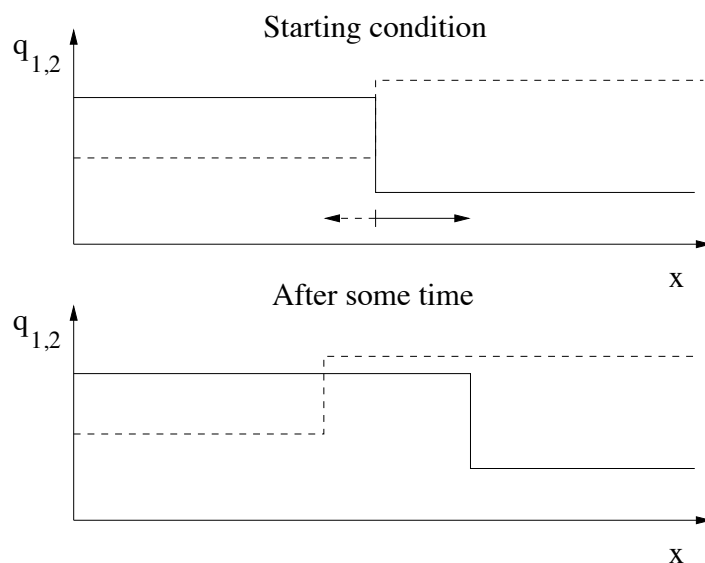 Starting condition
q1,2
x
After some time
q1,2
x